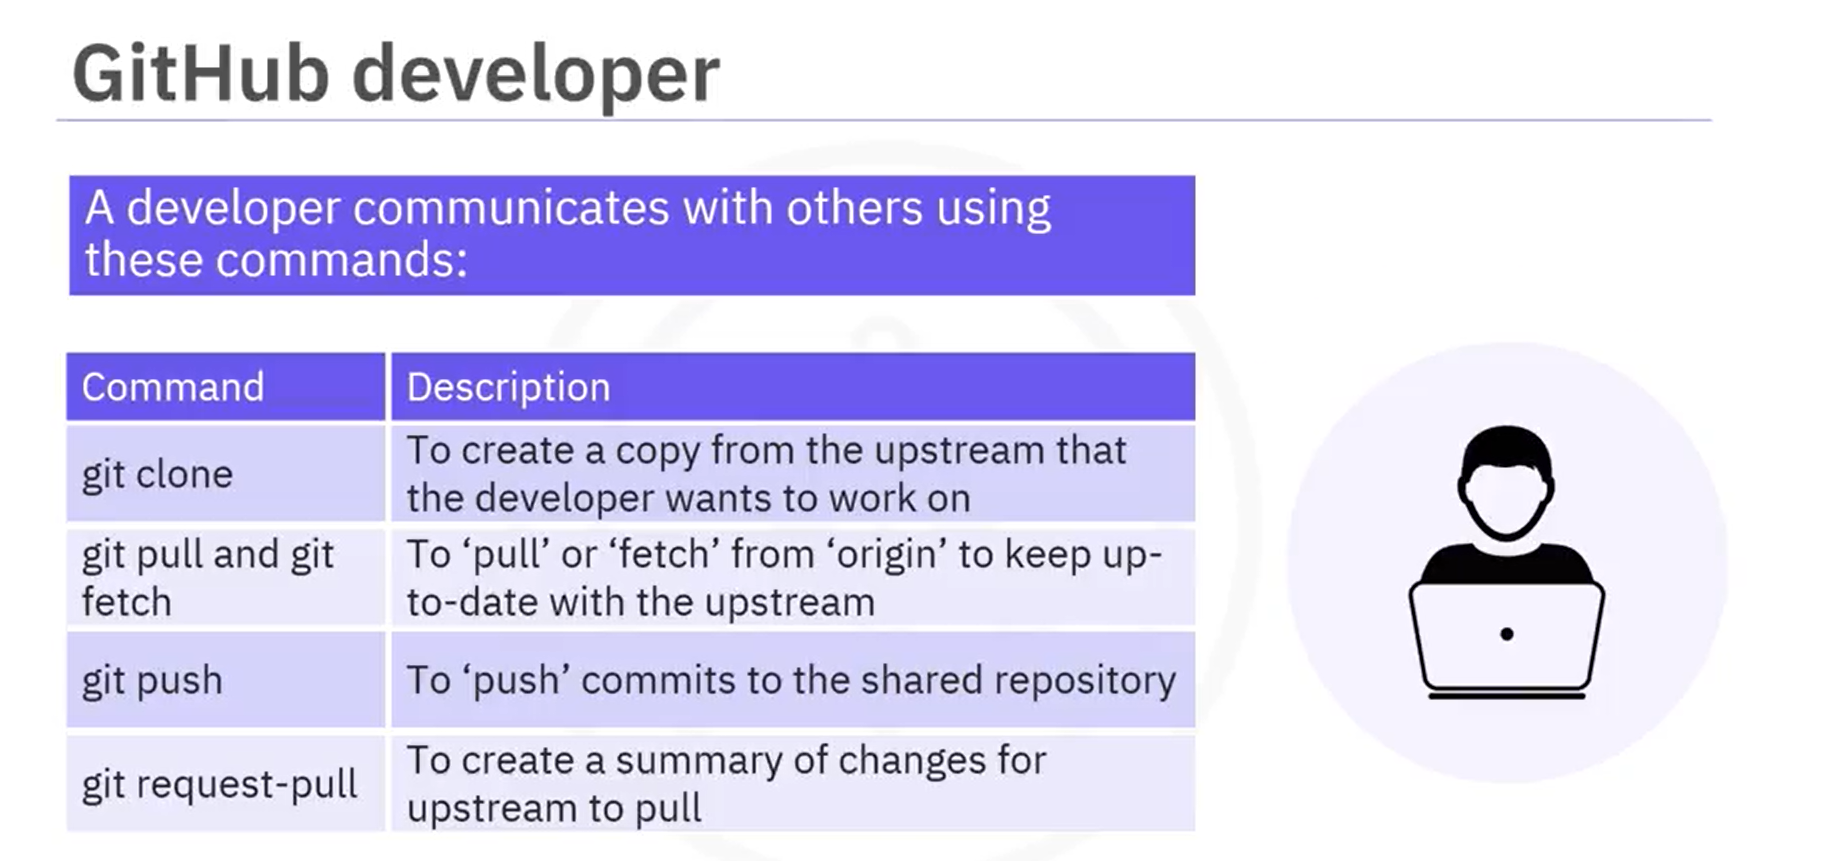 GitHub developer
A developer communicates with others using
these commands:
Command
Description
git clone
To create a copy from the upstream that
the developer wants to work on
git pull and git
fetch
To ‘pull’ or ‘fetch’ from ‘origin’ to keep up-
to-date with the upstream
git push
To ‘push’ commits to the shared repository
git request-pull
To create a summary of changes for
upstream to pull